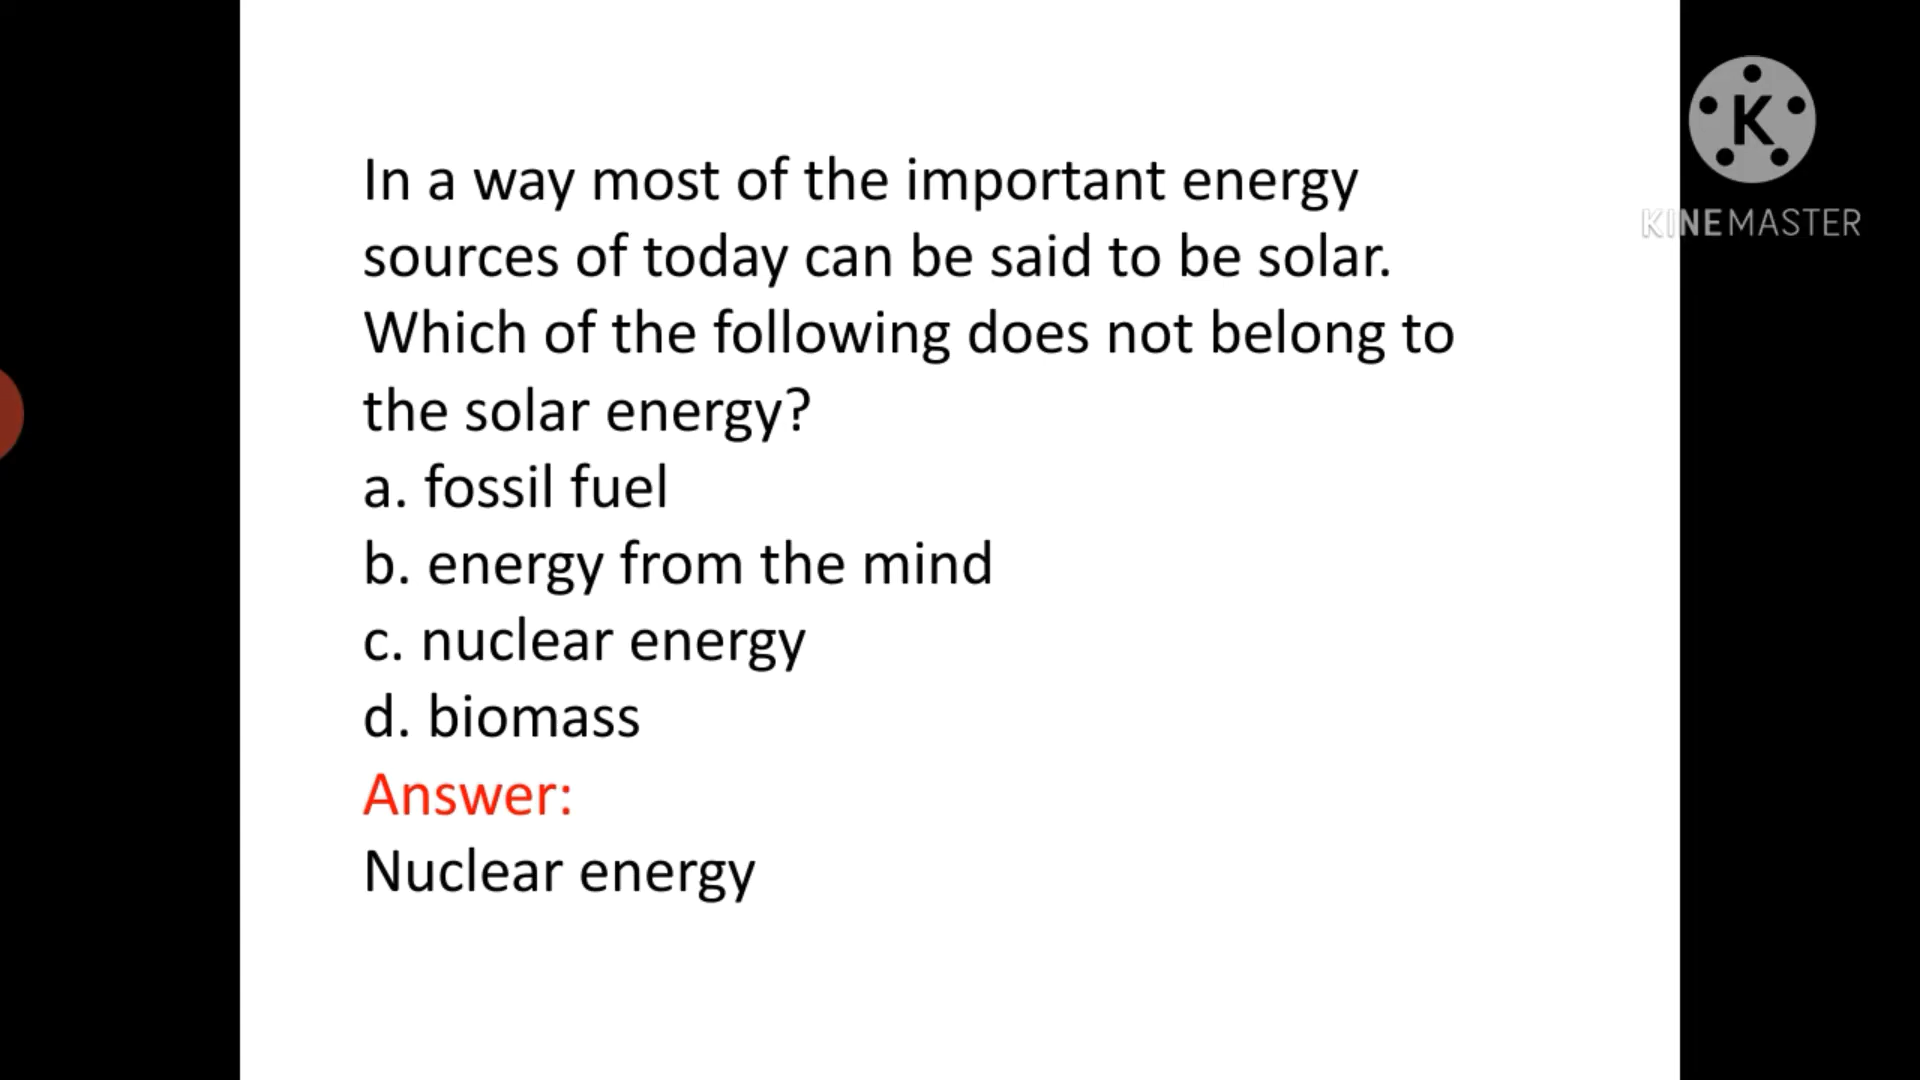 In a way most of the important energy
sources of today can be said to be solar.
Which of the following does not belong to
the solar energy?
a. fossil fuel
b. energy from the mind
c. nuclear energy
d. biomass
Answer:
Nuclear energy
K
KINEMASTER